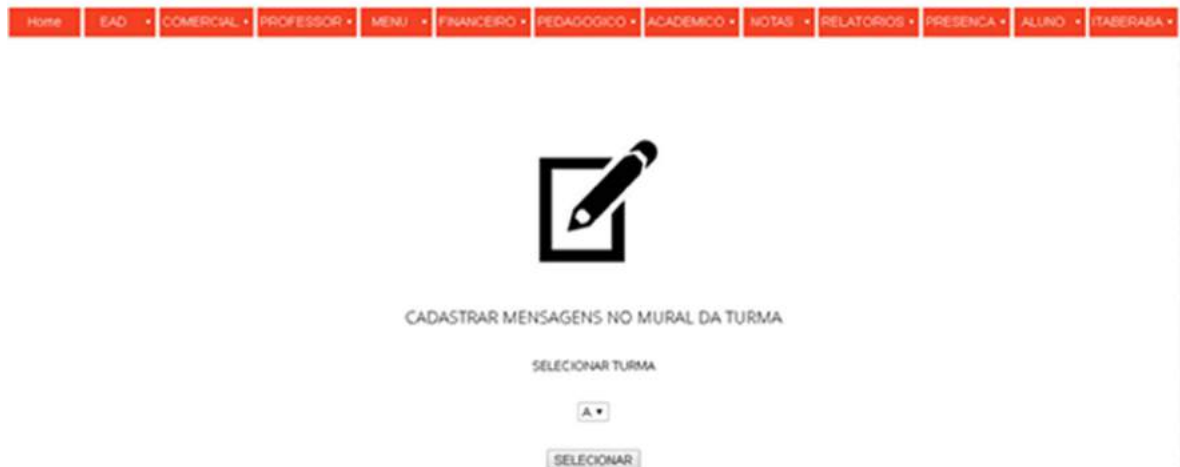 Home EAD COMERCIAL PROFESSOR MENU FINANCEIRO PEDAGOGICO ACADEMICO NOTAS RELATORIOS PRESENCA ALUNO ITABERABA
CADASTRAR MENSAGENS NO MURAL DA TURMA
SELECIONAR TURMA
A
SELECIONAR